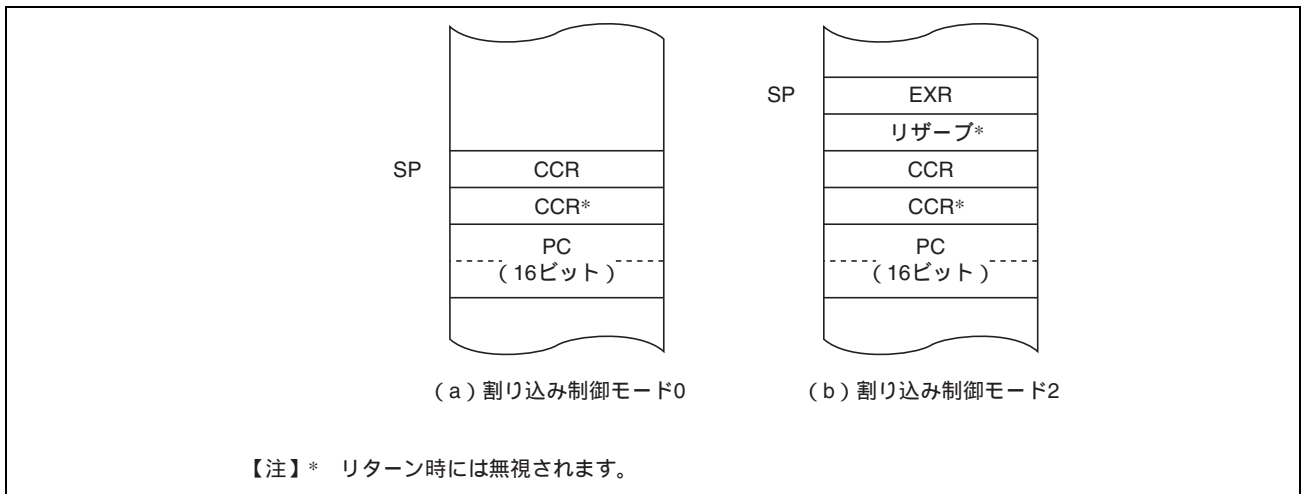 SP
CCR
CCR*
PC
（16ビット）
（a）割り込み制御モード0
SP
EXR
リザーブ*
CCR
CCR*
PC
（16ビット）
（b）割り込み制御モード2
【注】* リターン時には無視されます。